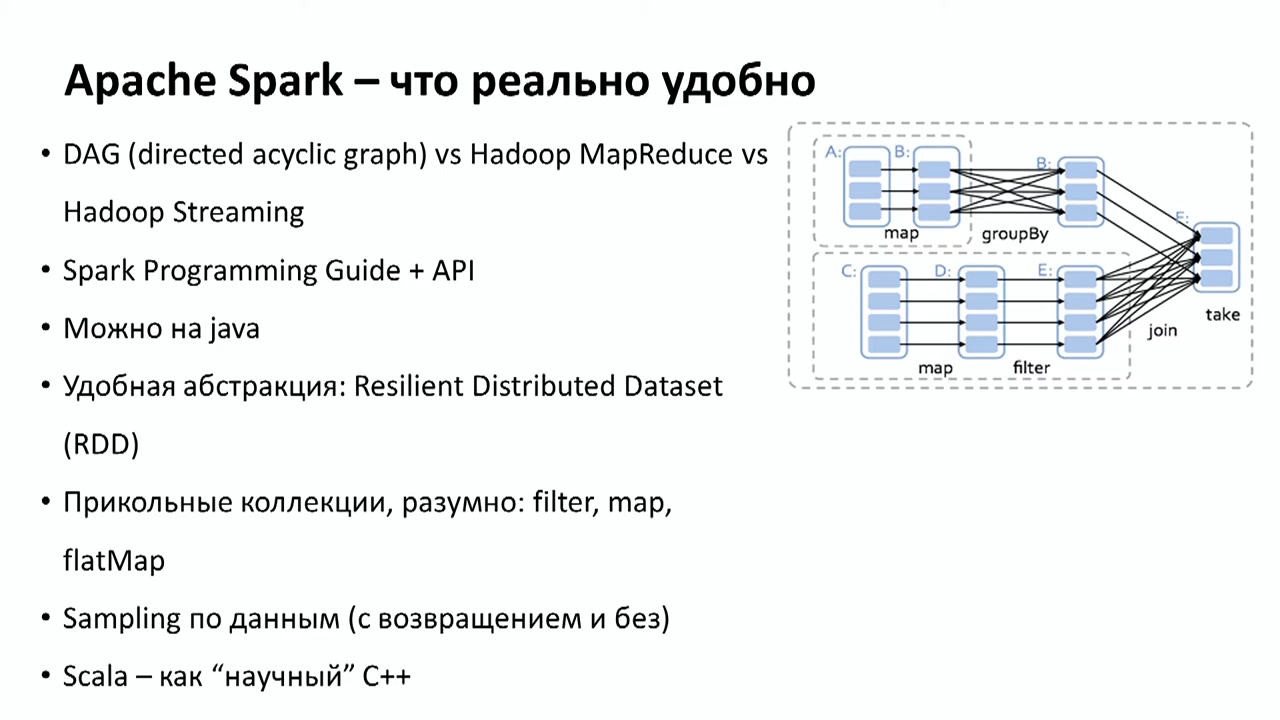 Apache Spark – что реально удобно
• DAG (directed acyclic graph) vs Hadoop MapReduce vs
Hadoop Streaming
• Spark Programming Guide + API
• Можно на java
• Удобная абстракция: Resilient Distributed Dataset
(RDD)
• Прикольные коллекции, разумно: filter, map,
flatMap
• Sampling по данным (с возвращением и без)
• Scala – как “научный” C++
A: B: B:
map groupBy
F:
C: D: E:
map filter
join
take